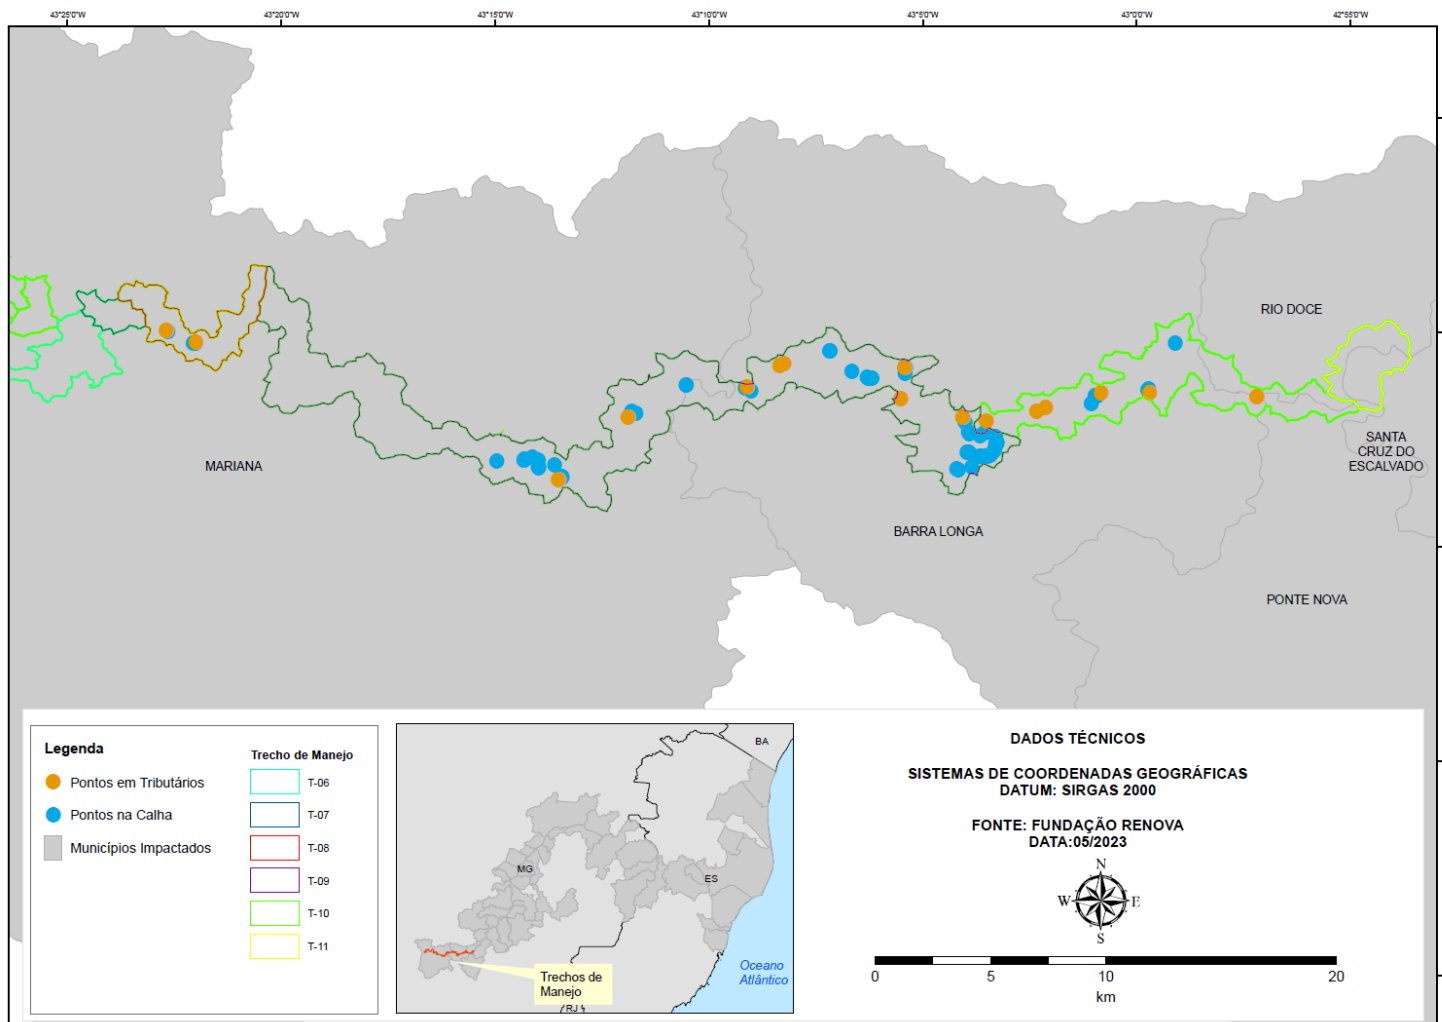 43°25'0"W
43°20'0"W
43°15'0"W
43°10'0"W
43°5'0"W
43°0'0"W
42°55'0"W
RIO DOCE
SANTA
CRUZ DO
ESCALVADO
MARIANA
BARRA LONGA
PONTE NOVA
Legenda
Pontos em Tributários
Pontos na Calha
Municípios Impactados
Trecho de Manejo
T-06
T-07
T-08
T-09
T-10
T-11
BA
MG
ES
Trechos de
Manejo
RJ
Oceano
Atlântico
DADOS TÉCNICOS
SISTEMAS DE COORDENADAS GEOGRÁFICAS
DATUM: SIRGAS 2000
FONTE: FUNDAÇÃO RENOVA
DATA:05/2023
N
W E
S
0 5 10 20
km